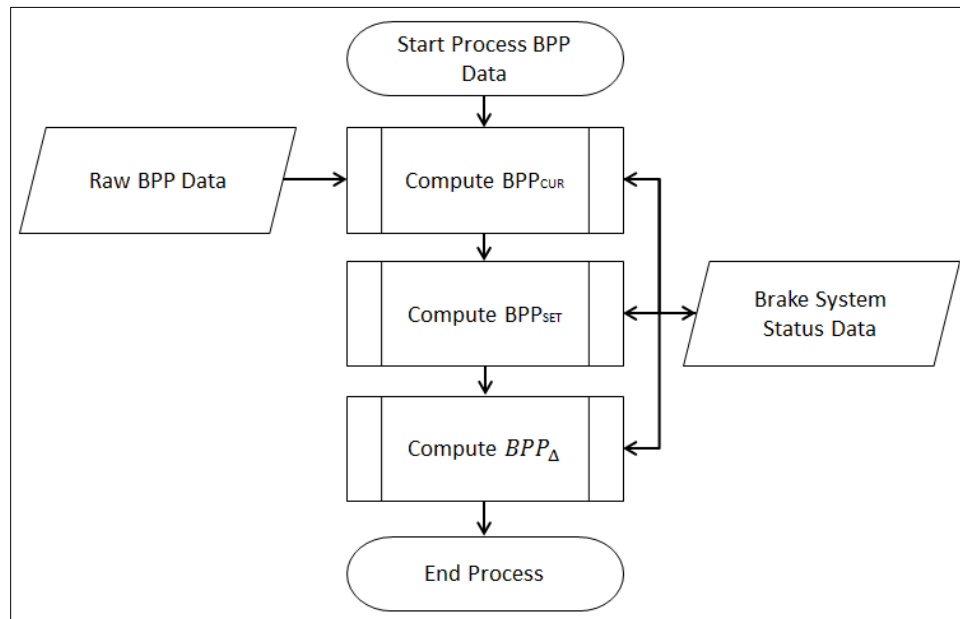 Start Process BPP
Data
Raw BPP Data
Compute BPPCUR
Compute BPPSET
Brake System
Status Data
Compute BPPΔ
End Process